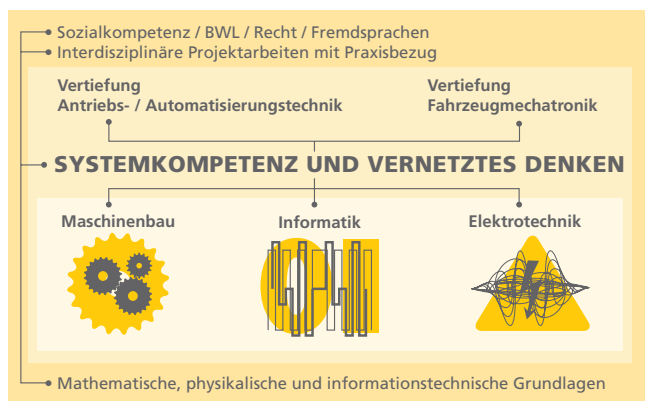 Sozialkompetenz / BWL / Recht / Fremdsprachen
Interdisziplinäre Projektarbeiten mit Praxisbezug
Vertiefung
Antriebs- / Automatisierungstechnik
Vertiefung
Fahrzeugmechatronik
SYSTEMKOMPETENZ UND VERNETZTES DENKEN
Maschinenbau
Informatik
Elektrotechnik
01
Mathematische, physikalische und informationstechnische Grundlagen